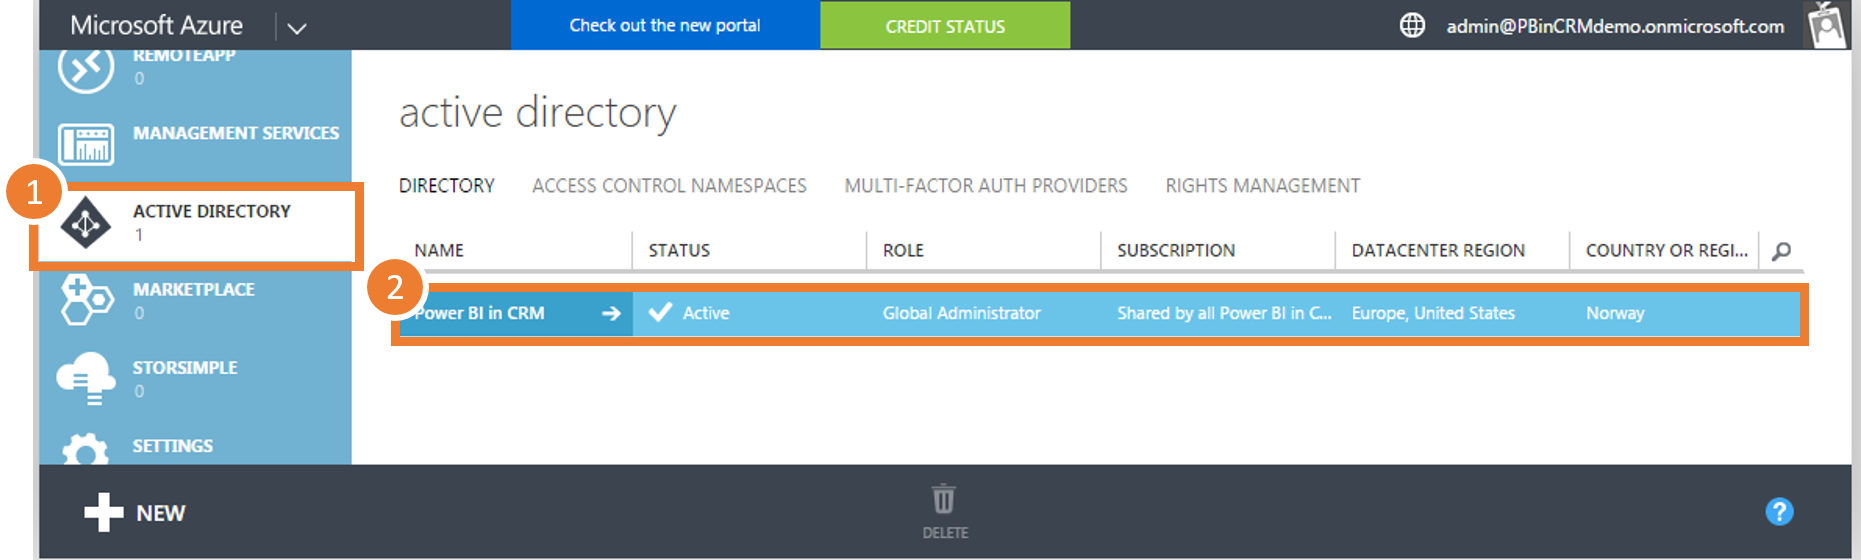 Microsoft Azure
Check out the new portal
CREDIT STATUS
admin@PBinCRMdemo.onmicrosoft.com
REMOTEAPP
0
MANAGEMENT SERVICES
1
ACTIVE DIRECTORY
1
MARKETPLACE
0
STORSIMPLE
0
SETTINGS
active directory
DIRECTORY ACCESS CONTROL NAMESPACES MULTI-FACTOR AUTH PROVIDERS RIGHTS MANAGEMENT
NAME STATUS ROLE SUBSCRIPTION DATACENTER REGION COUNTRY OR REGI...
2
Power BI in CRM Active Global Administrator Shared by all Power BI in C... Europe, United States Norway
NEW
DELETE
?